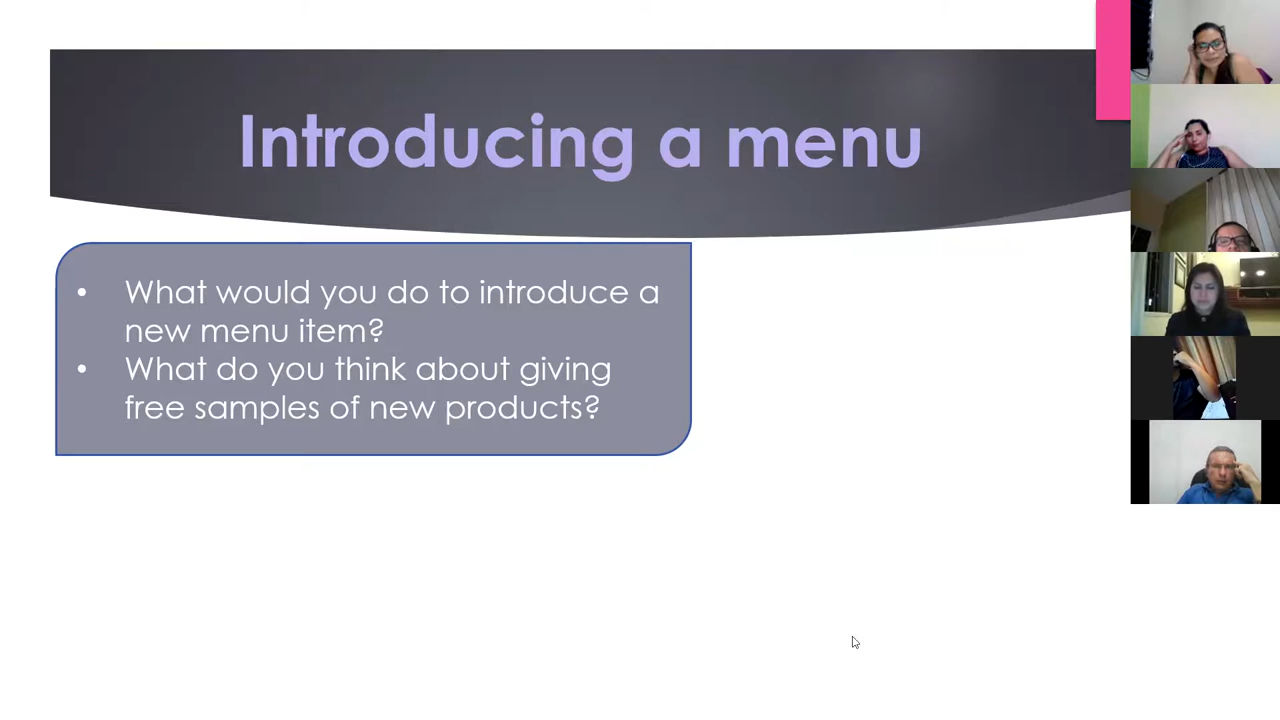 Introducing a menu
• What would you do to introduce a
new menu item?
• What do you think about giving
free samples of new products?